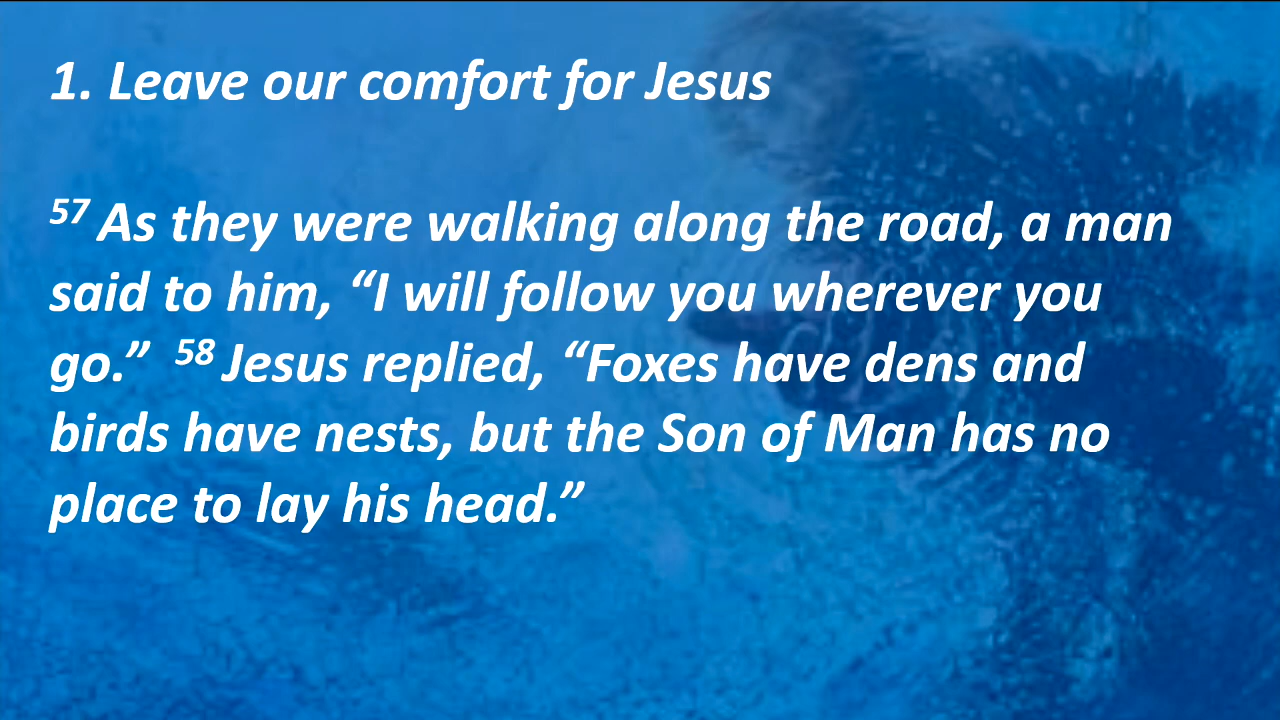 1. Leave our comfort for Jesus
57 As they were walking along the road, a man
said to him, “I will follow you wherever you
go.” 58 Jesus replied, “Foxes have dens and
birds have nests, but the Son of Man has no
place to lay his head.”